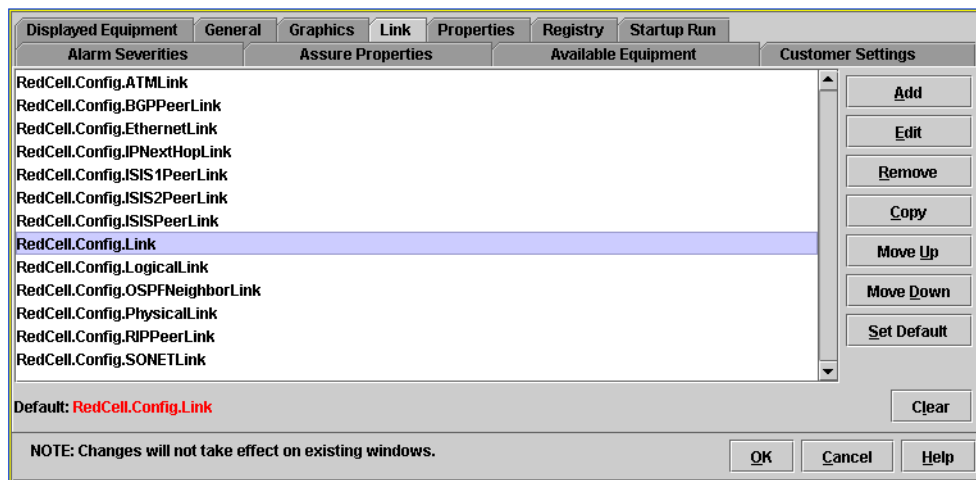 Displayed Equipment General Graphics Link Properties Registry Startup Run
Alarm Severities Assure Properties Available Equipment Customer Settings
RedCell.Config.ATMLink
RedCell.Config.BGPPeerLink
RedCell.Config.EthernetLink
RedCell.Config.IPNextHopLink
RedCell.Config.ISIS1PeerLink
RedCell.Config.ISIS2PeerLink
RedCell.Config.ISISPeerLink
RedCell.Config.Link
RedCell.Config.LogicalLink
RedCell.Config.OSPFNeighborLink
RedCell.Config.PhysicalLink
RedCell.Config.RIPPeerLink
RedCell.Config.SONETLink
Add
Edit
Remove
Copy
Move Up
Move Down
Set Default
Default: RedCell.Config.Link
Clear
NOTE: Changes will not take effect on existing windows.
OK Cancel Help